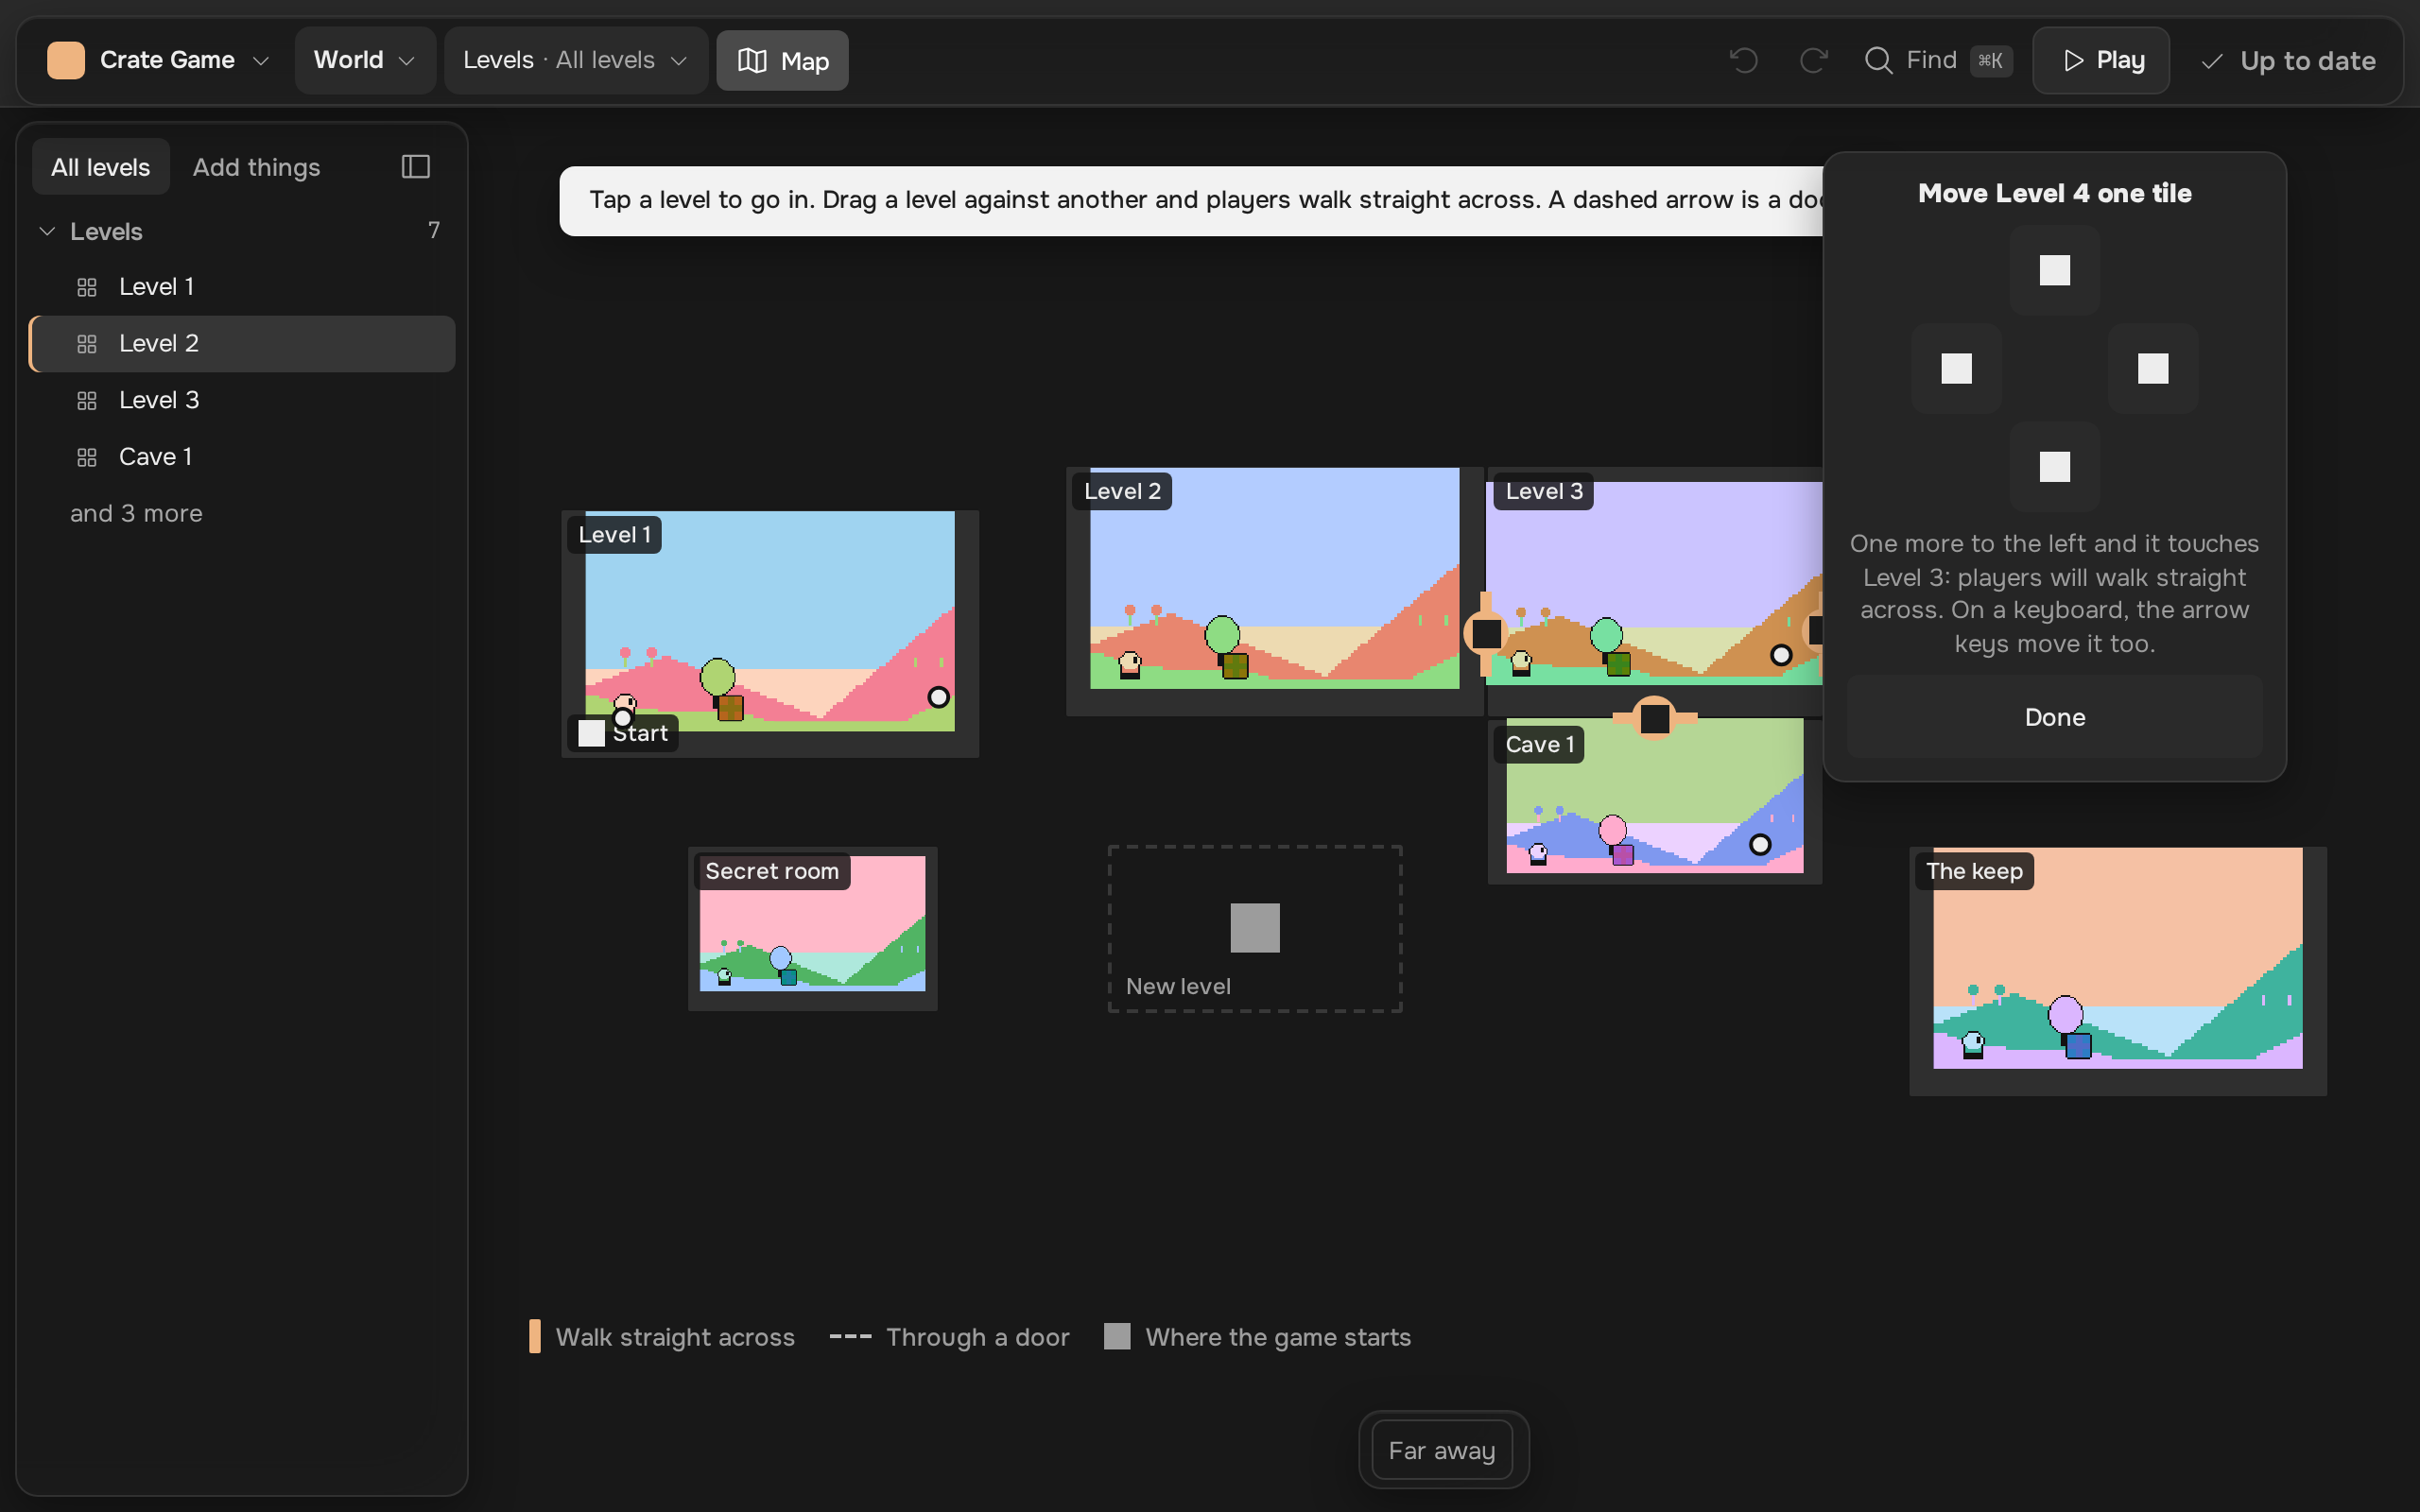 Crate Game
World
Levels · All levels
Map
Find ⌘K
Play
Up to date
All levels
Add things
Levels 7
Level 1
Level 2
Level 3
Cave 1
and 3 more
Tap a level to go in. Drag a level against another and players walk straight across. A dashed arrow is a
Move Level 4 one tile
One more to the left and it touches
Level 3: players will walk straight
across. On a keyboard, the arrow
keys move it too.
Done
Level 1
Start
Level 2
Level 3
Cave 1
Secret room
New level
The keep
Walk straight across
Through a door
Where the game starts
Far away